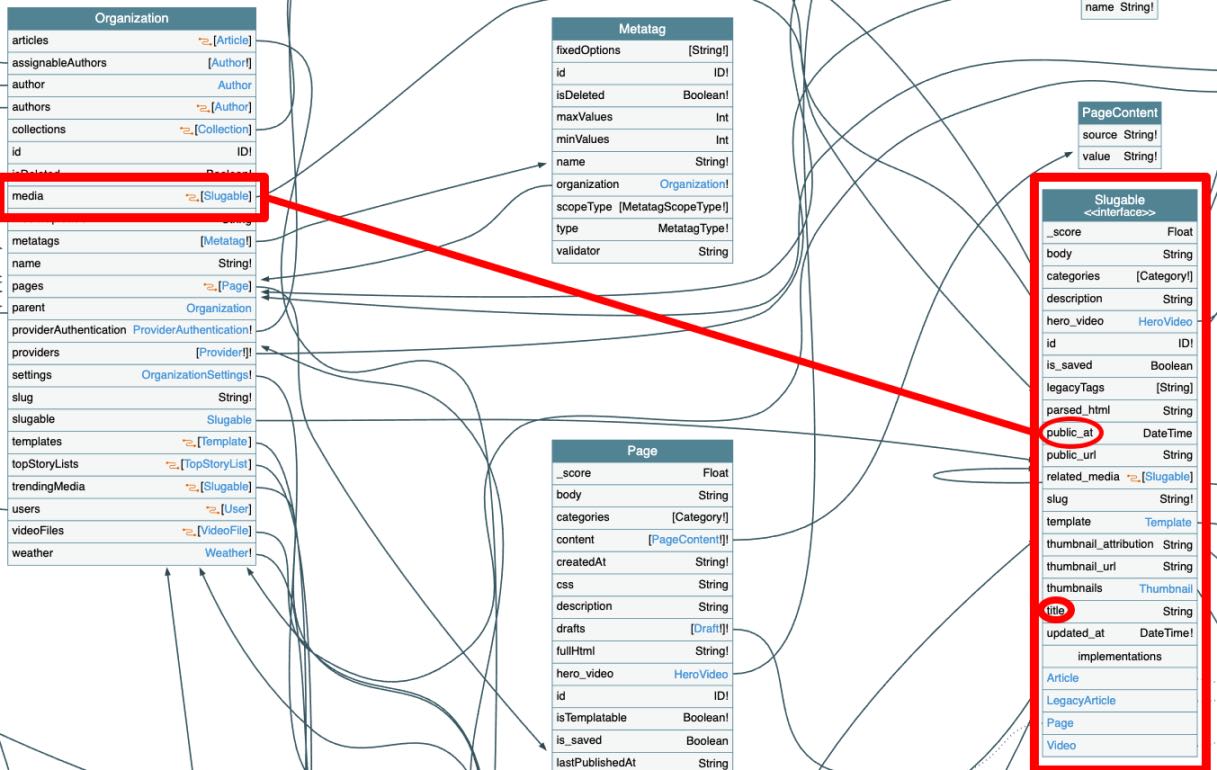 Organization
articles [Article]
assignableAuthors [Author!]
author Author
authors [Author]
collections [Collection]
id ID!
isDeleted Boolean!
media [Slugable]
String!
metatags [Metatag!]
name String!
pages [Page]
parent Organization
providerAuthentication ProviderAuthentication!
providers [Provider!]!
settings OrganizationSettings!
slug String!
slugable Slugable
templates [Template]
topStoryLists [TopStoryList]
trendingMedia [Slugable]
users [User]
videoFiles [VideoFile]
weather Weather!
Metatag
fixedOptions [String!]
id ID!
isDeleted Boolean!
maxValues Int
minValues Int
name String!
organization Organization!
scopeType [MetatagScopeType!]
type MetatagType!
validator String
Page
_score Float
body String
categories [Category!]
content [PageContent!]!
createdAt String!
css String
description String
drafts [Draft!]!
fullHtml String!
hero_video HeroVideo
id ID!
isTemplatable Boolean!
is_saved Boolean
lastPublishedAt String
name String!
PageContent
source String!
value String!
Slugable
<<interface>>
_score Float
body String
categories [Category!]
description String
hero_video HeroVideo
id ID!
is_saved Boolean
legacyTags [String]
parsed_html String
public_at DateTime
public_url String
related_media [Slugable]
slug String!
template Template
thumbnail_attribution String
thumbnail_url String
thumbnails Thumbnail
title String
updated_at DateTime!
implementations
Article
LegacyArticle
Page
Video